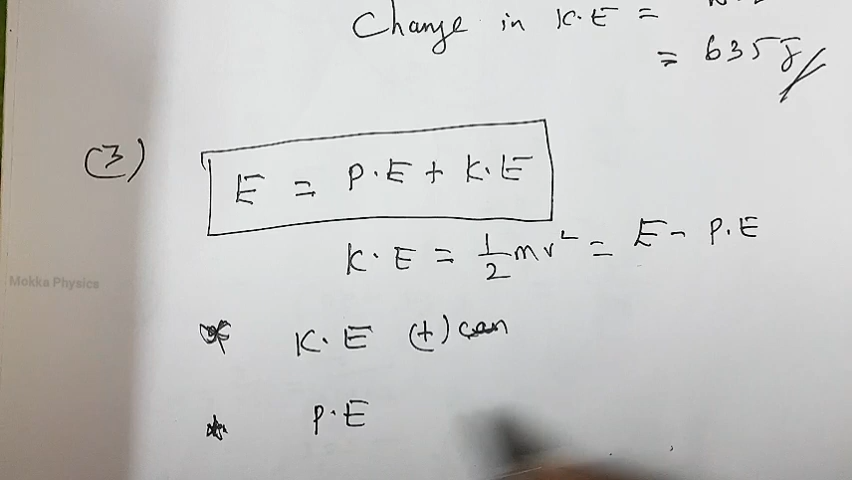 Change in K.E =
= 635 J//
(3) E = P.E + K.E
K.E = 1/2 mv² = E - P.E
Mokka Physics
* K.E (+) can
* P.E